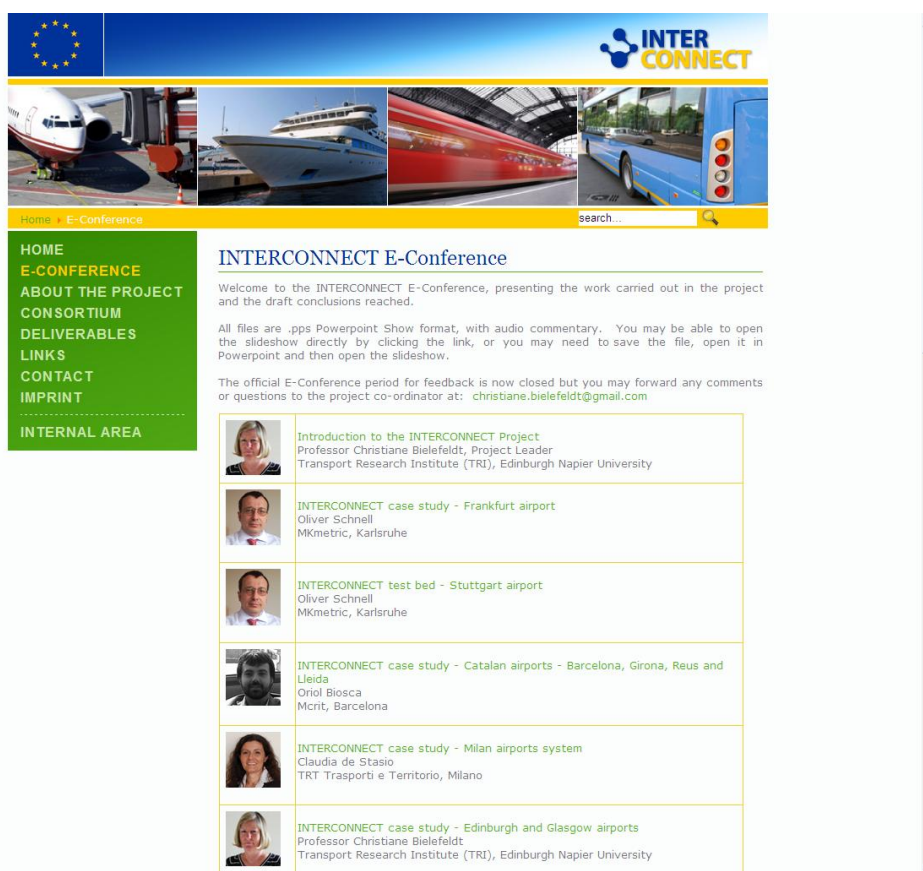 INTER
CONNECT
Home E-Conference
search...
HOME
E-CONFERENCE
ABOUT THE PROJECT
CONSORTIUM
DELIVERABLES
LINKS
CONTACT
IMPRINT
INTERNAL AREA
INTERCONNECT E-Conference
Welcome to the INTERCONNECT E-Conference, presenting the work carried out in the project
and the draft conclusions reached.
All files are .pps Powerpoint Show format, with audio commentary. You may be able to open
the slideshow directly by clicking the link, or you may need to save the file, open it in
Powerpoint and then open the slideshow.
The official E-Conference period for feedback is now closed but you may forward any comments
or questions to the project co-ordinator at: christiane.bielefeldt@gmail.com
Introduction to the INTERCONNECT Project
Professor Christiane Bielefeldt, Project Leader
Transport Research Institute (TRI), Edinburgh Napier University
INTERCONNECT case study - Frankfurt airport
Oliver Schnell
MKmetric, Karlsruhe
INTERCONNECT test bed - Stuttgart airport
Oliver Schnell
MKmetric, Karlsruhe
INTERCONNECT case study - Catalan airports - Barcelona, Girona, Reus and
Lleida
Oriol Biosca
Mcrit, Barcelona
INTERCONNECT case study - Milan airports system
Claudia de Stasio
TRT Trasporti e Territorio, Milano
INTERCONNECT case study - Edinburgh and Glasgow airports
Professor Christiane Bielefeldt
Transport Research Institute (TRI), Edinburgh Napier University